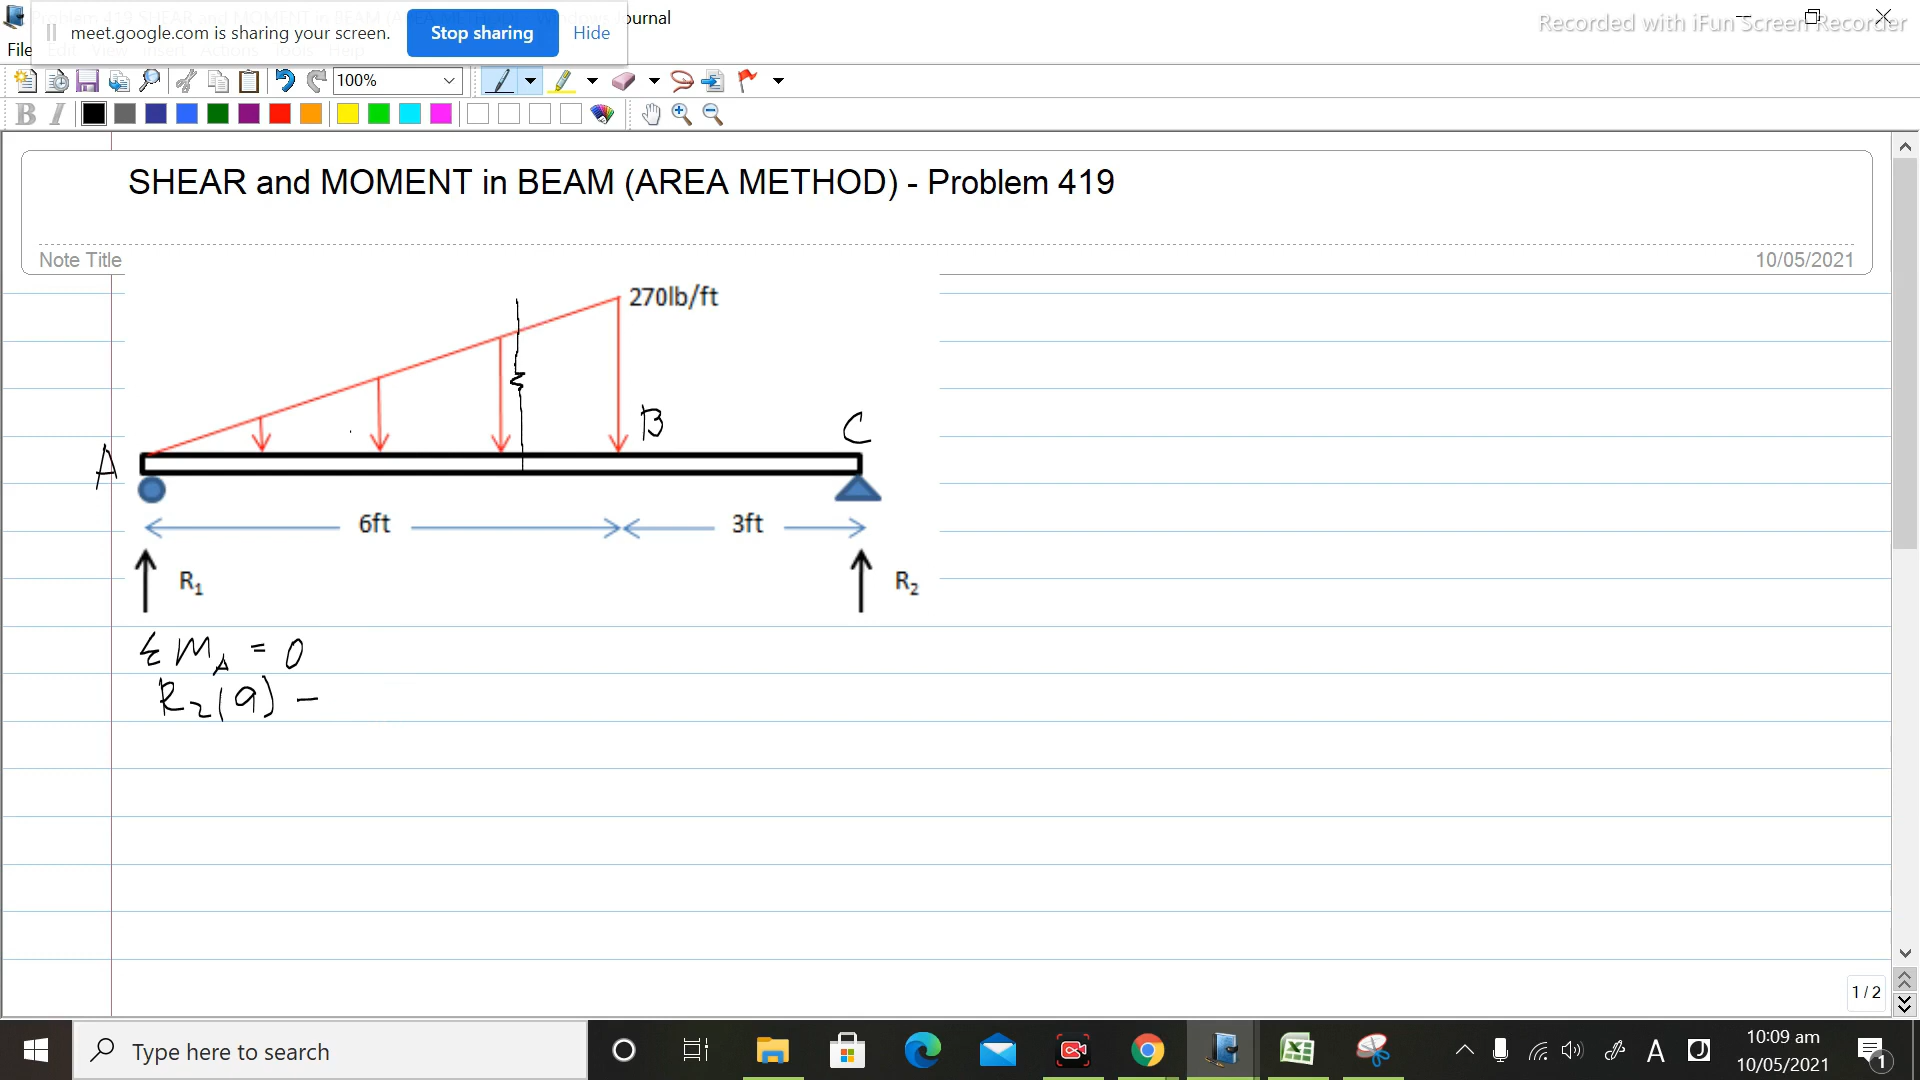 ournal
meet.google.com is sharing your screen. Stop sharing Hide
Recorded with iFun Screen Recorder
File
100%
B I
SHEAR and MOMENT in BEAM (AREA METHOD) - Problem 419
Note Title
10/05/2021
270lb/ft
A
B
C
6ft
3ft
R₁
R₂
Σ M_A = 0
R₂(9) -
1 / 2
Type here to search
A
10:09 am
10/05/2021
1